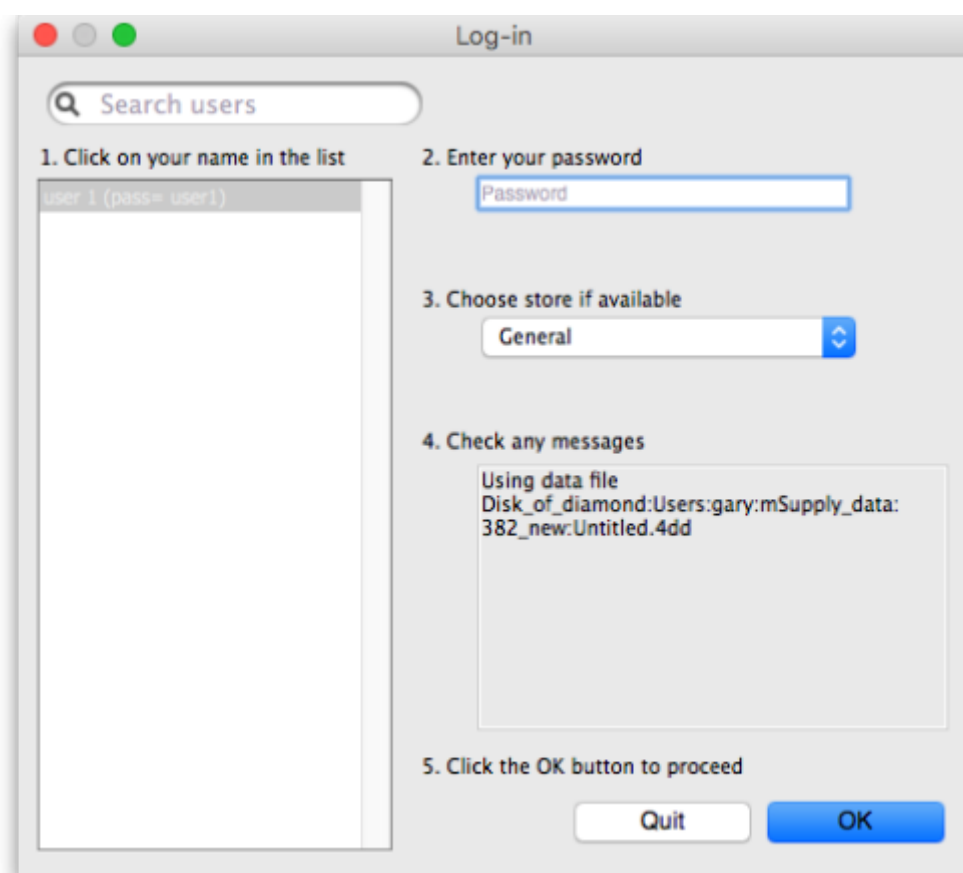 Log-in
Search users
1. Click on your name in the list
user 1 (pass= user1)
2. Enter your password
Password
3. Choose store if available
General
4. Check any messages
Using data file
Disk_of_diamond:Users:gary:mSupply_data:
382_new:Untitled.4dd
5. Click the OK button to proceed
Quit
OK